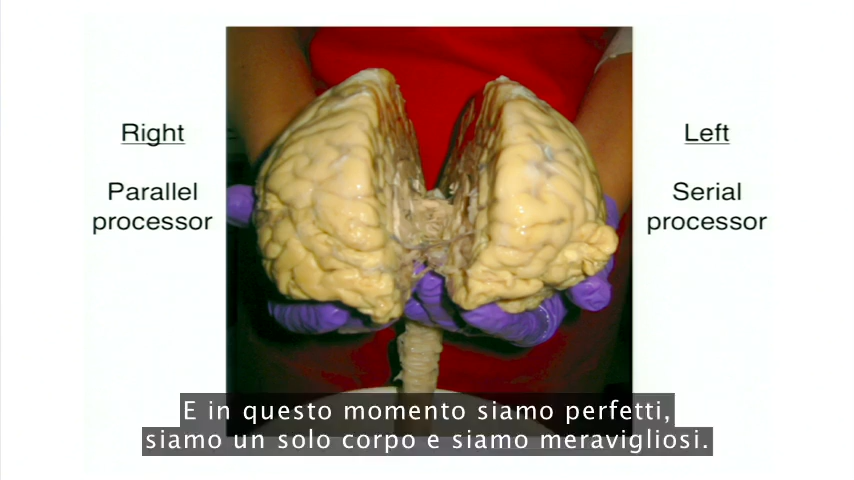 Right
Parallel
processor
Left
Serial
processor
E in questo momento siamo perfetti,
siamo un solo corpo e siamo meravigliosi.